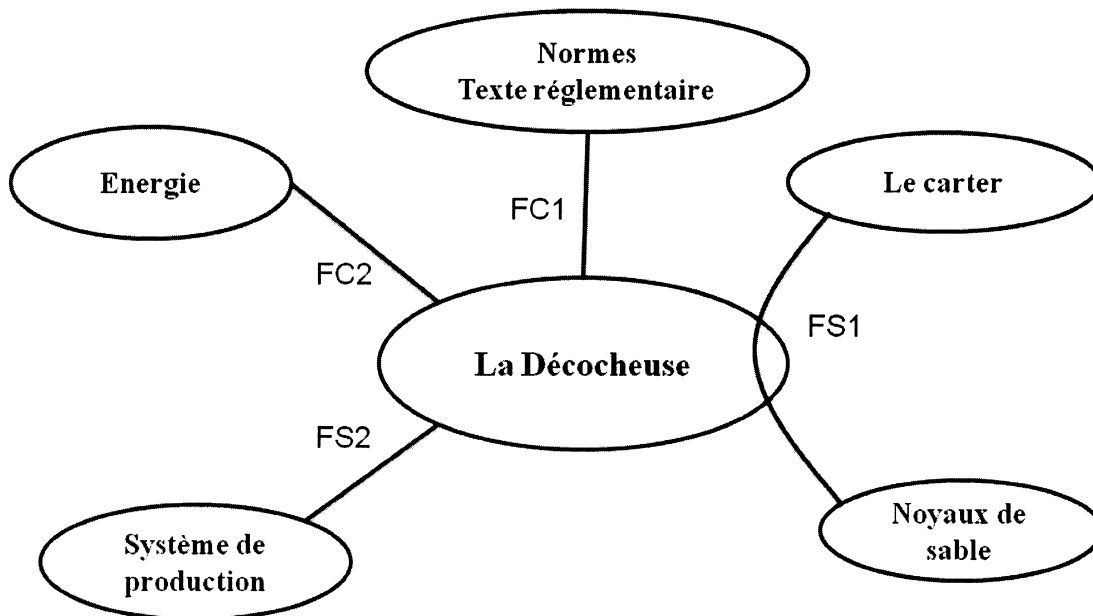 Normes
Texte réglementaire
Energie
Le carter
FC1
FC2
FS1
La Décocheuse
FS2
Système de
production
Noyaux de
sable